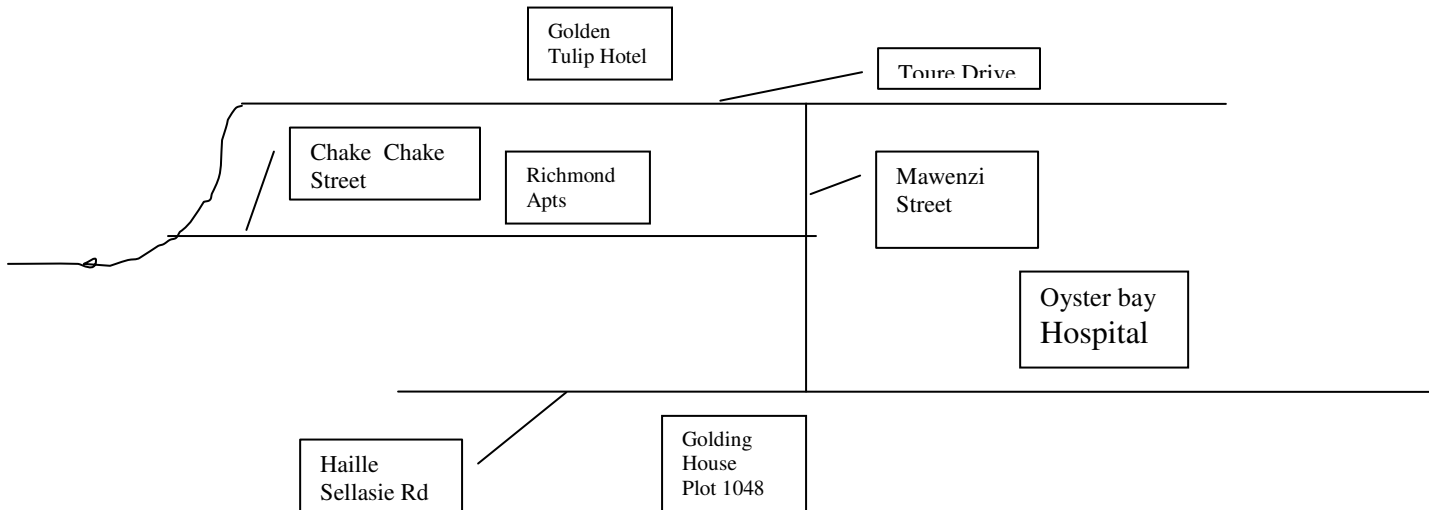 Golden
Tulip Hotel
Toure Drive
Chake Chake
Street
Richmond
Apts
Mawenzi
Street
Oyster bay
Hospital
Haille
Sellasie Rd
Golding
House
Plot 1048